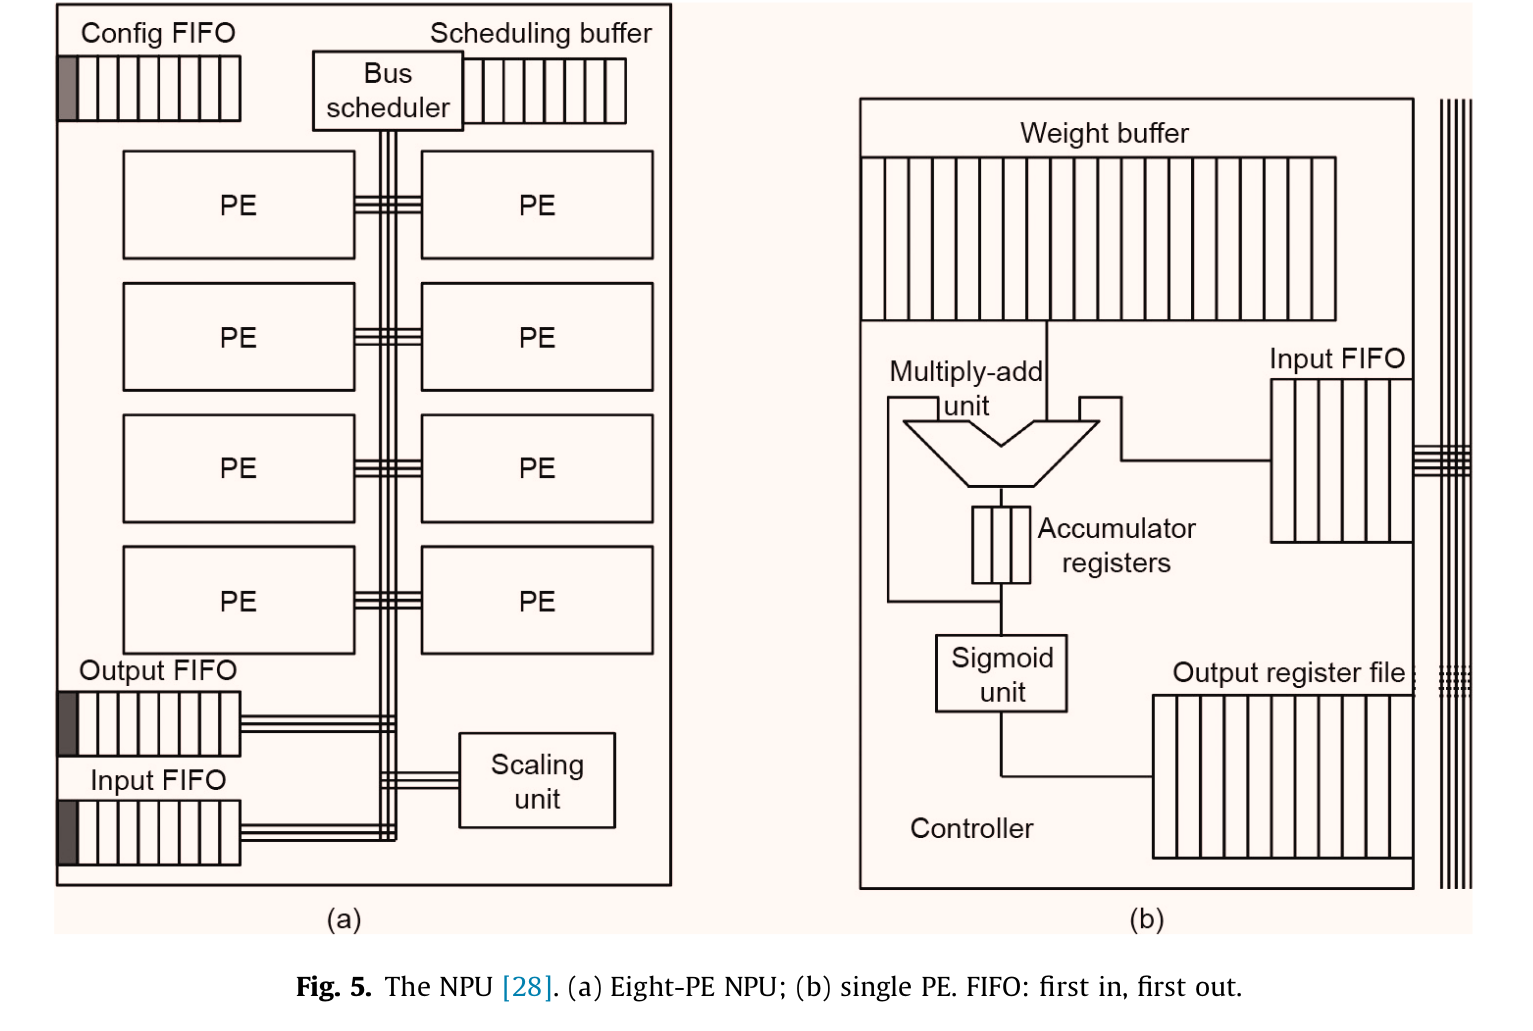 Config FIFO
Scheduling buffer
Bus
scheduler
PE
PE
PE
PE
PE
PE
PE
PE
Output FIFO
Input FIFO
Scaling
unit
(a)
Weight buffer
Multiply-add
unit
Input FIFO
Accumulator
registers
Sigmoid
unit
Output register file
Controller
(b)
Fig. 5. The NPU [28]. (a) Eight-PE NPU; (b) single PE. FIFO: first in, first out.